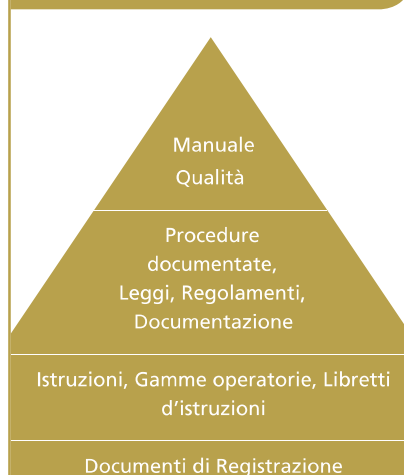 Manuale
Qualità
Procedure
documentate,
Leggi, Regolamenti,
Documentazione
Istruzioni, Gamme operatorie, Libretti
d’istruzioni
Documenti di Registrazione